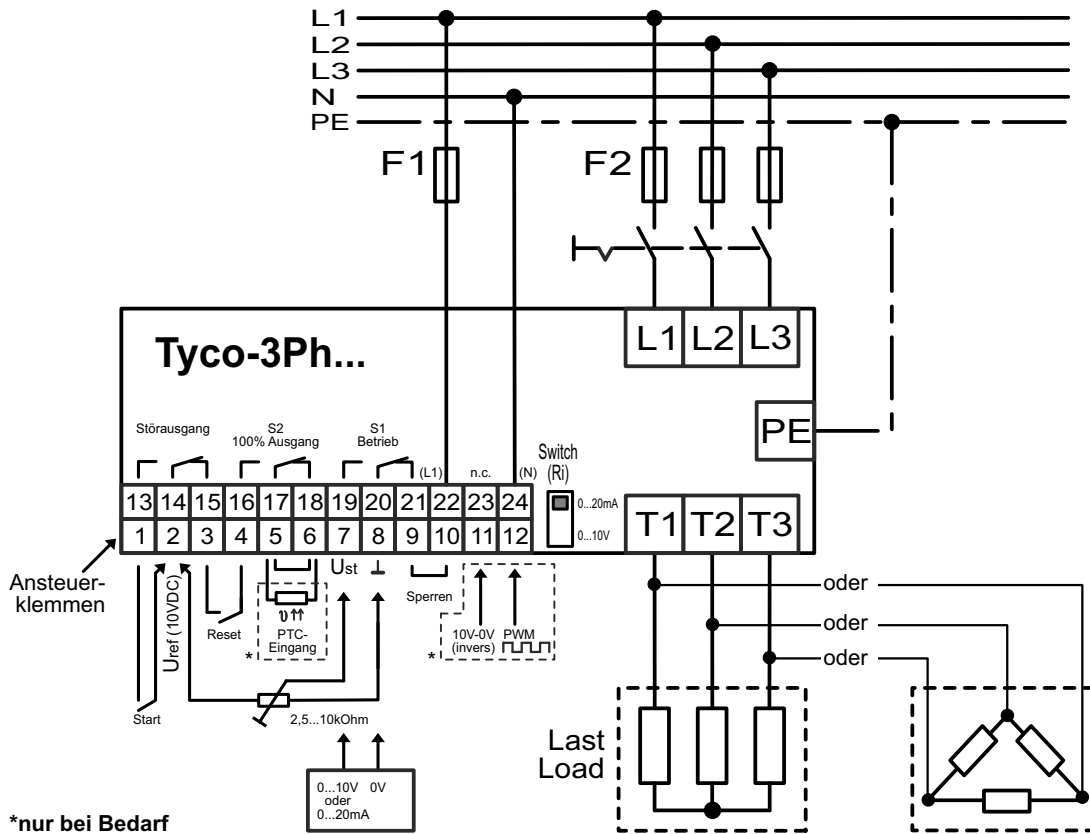 L1
L2
L3
N
PE
F1
F2
L1 L2 L3
Tyco-3Ph...
PE
Störausgang
S2
100% Ausgang
S1
Betrieb
(L1)
n.c.
(N)
Switch
(Ri)
0...20mA
0...10V
13 14 15 16 17 18 19 20 21 22 23 24
1 2 3 4 5 6 7 8 9 10 11 12
T1 T2 T3
Ansteuer-
klemmen
Uref (10VDC)
Start
Reset
PTC-
Eingang
*
Ust
⊥
Sperren
10V-0V
(invers)
PWM
*
2,5...10kOhm
0...10V 0V
oder
0...20mA
oder
oder
oder
Last
Load
*nur bei Bedarf